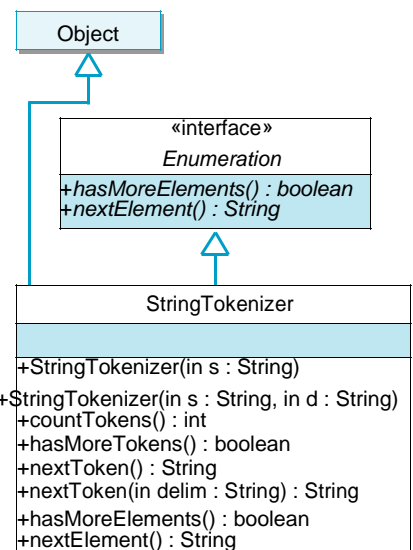 Object
«interface»
Enumeration
+hasMoreElements() : boolean
+nextElement() : String
StringTokenizer
+StringTokenizer(in s : String)
+StringTokenizer(in s : String, in d : String)
+countTokens() : int
+hasMoreTokens() : boolean
+nextToken() : String
+nextToken(in delim : String) : String
+hasMoreElements() : boolean
+nextElement() : String